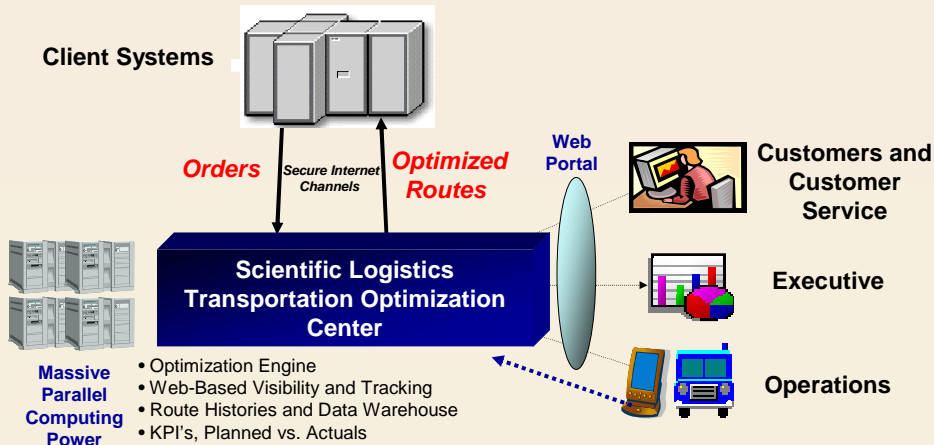 Client Systems
Orders
Secure Internet
Channels
Optimized
Routes
Web
Portal
Customers and
Customer
Service
Scientific Logistics
Transportation Optimization
Center
Executive
Massive
Parallel
Computing
Power
• Optimization Engine
• Web-Based Visibility and Tracking
• Route Histories and Data Warehouse
• KPI's, Planned vs. Actuals
Operations